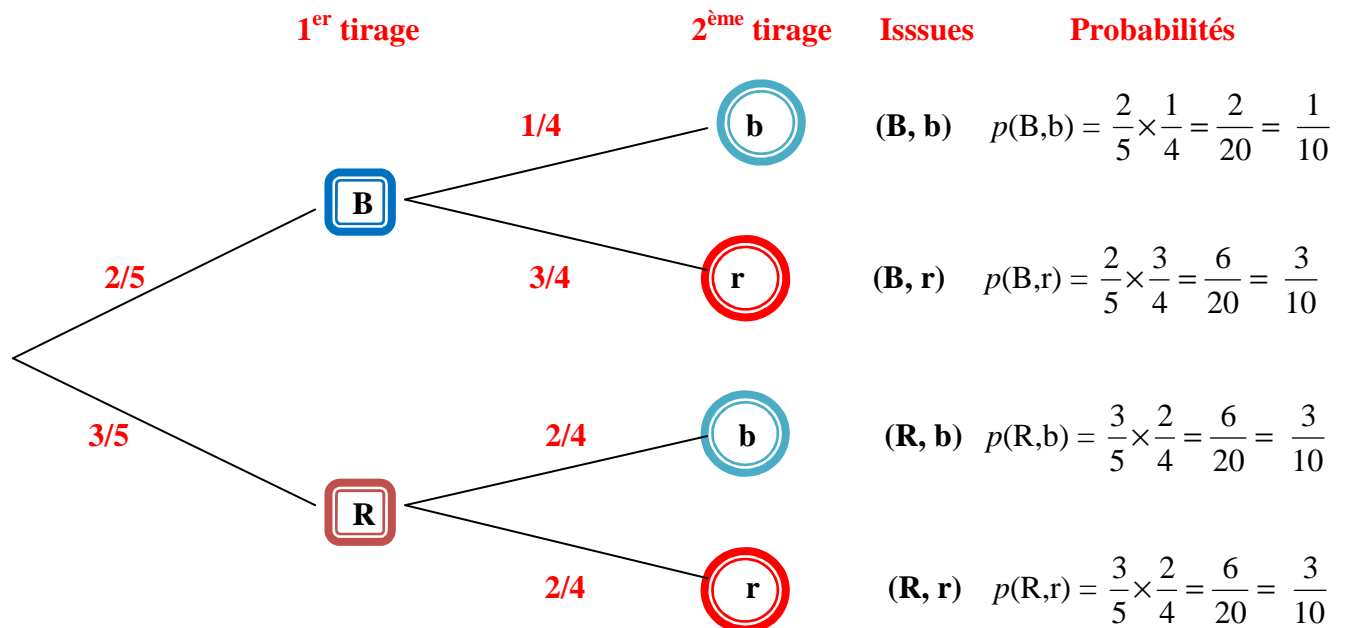 1er tirage 2ème tirage Isssues Probabilités
1/4 b (B, b) p(B,b) = 2/5 × 1/4 = 2/20 = 1/10
B
2/5 3/4 r (B, r) p(B,r) = 2/5 × 3/4 = 6/20 = 3/10
3/5 2/4 b (R, b) p(R,b) = 3/5 × 2/4 = 6/20 = 3/10
R
2/4 r (R, r) p(R,r) = 3/5 × 2/4 = 6/20 = 3/10